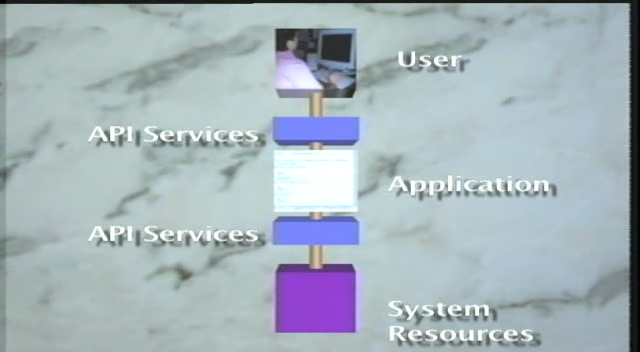 User
API Services
Application
API Services
System
Resources